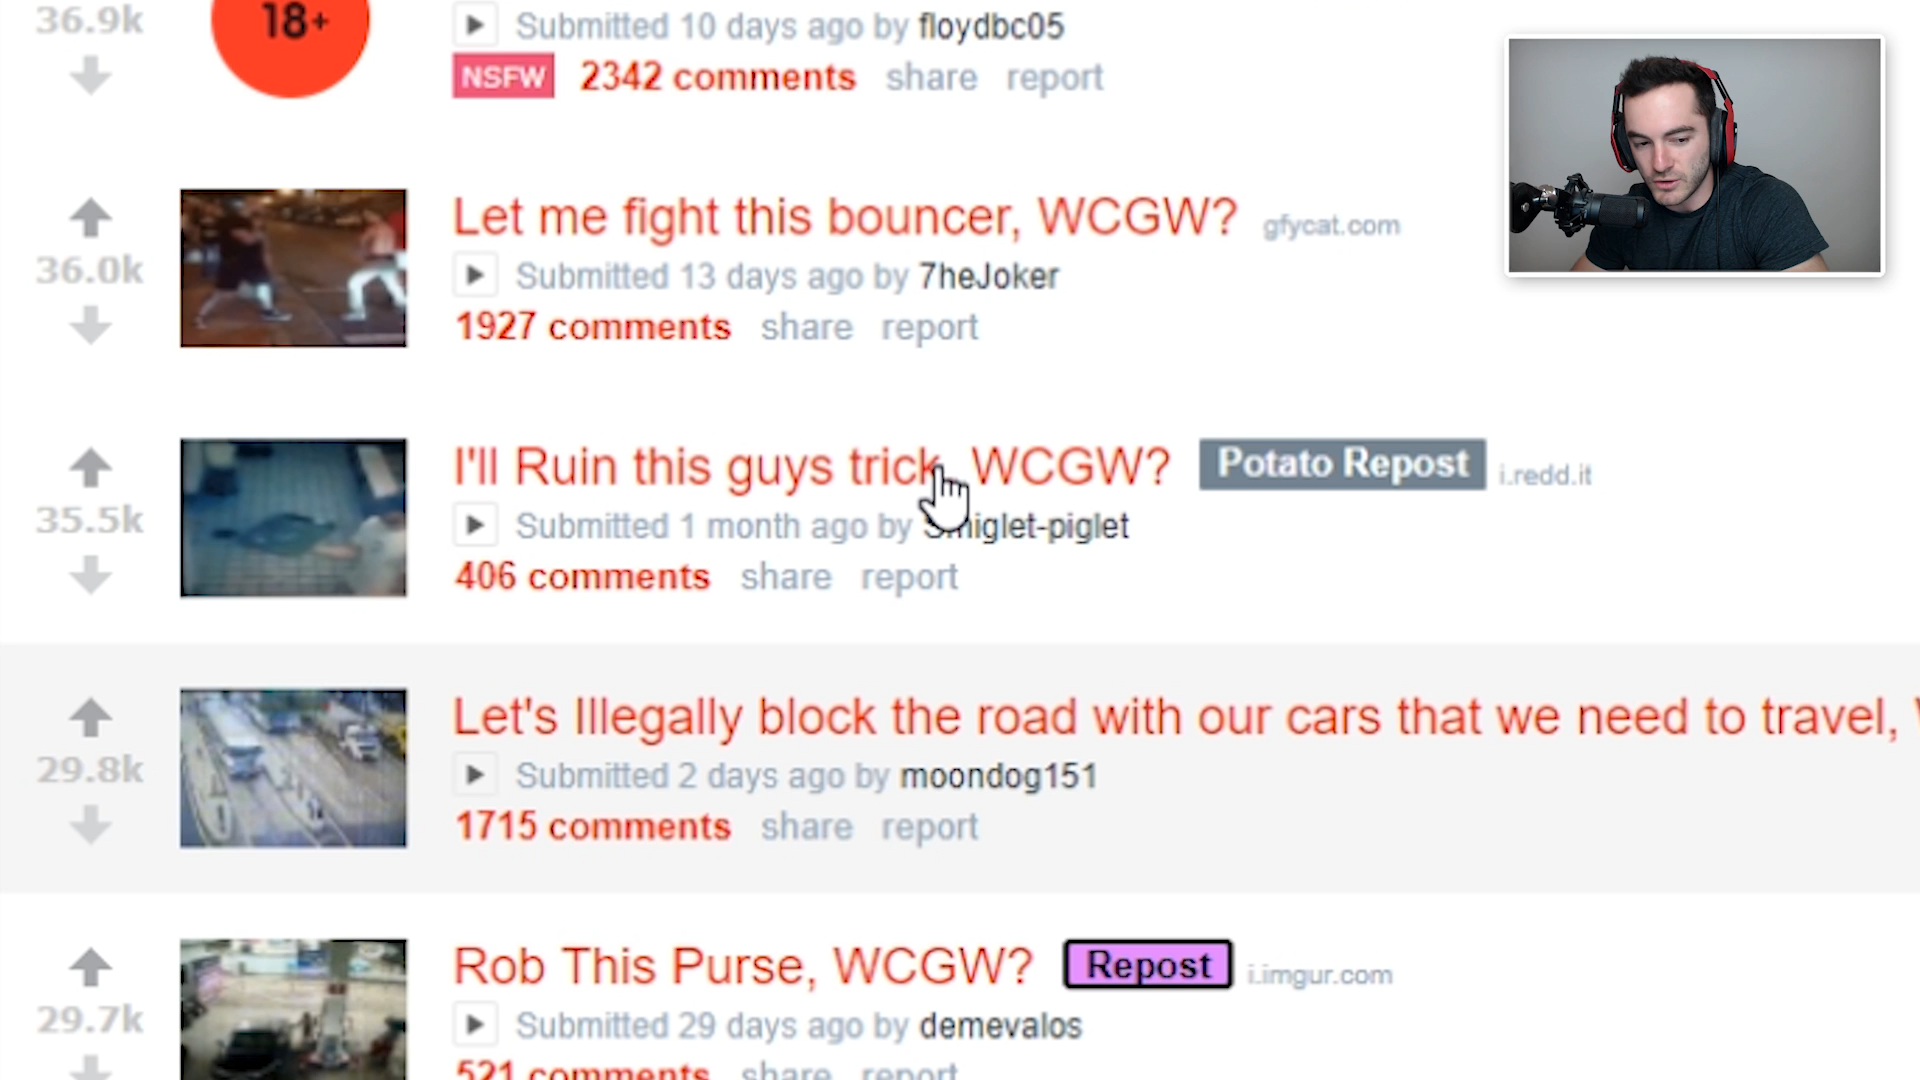 36.9k
18+
Submitted 10 days ago by floydbc05
NSFW 2342 comments share report
Let me fight this bouncer, WCGW? gfycat.com
36.0k
Submitted 13 days ago by 7heJoker
1927 comments share report
I'll Ruin this guys trick, WCGW? Potato Repost i.redd.it
35.5k
Submitted 1 month ago by Smiglet-piglet
406 comments share report
Let's Illegally block the road with our cars that we need to travel,
29.8k
Submitted 2 days ago by moondog151
1715 comments share report
Rob This Purse, WCGW? Repost i.imgur.com
29.7k
Submitted 29 days ago by demevalos
521 comments share report